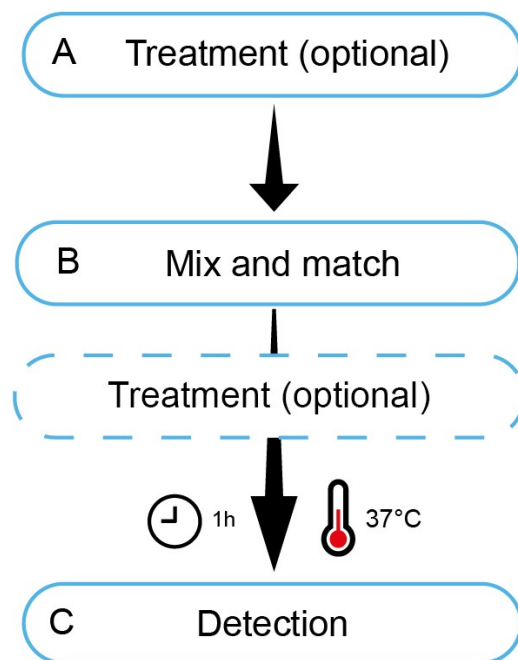 A Treatment (optional)
B Mix and match
Treatment (optional)
1h 37°C
C Detection